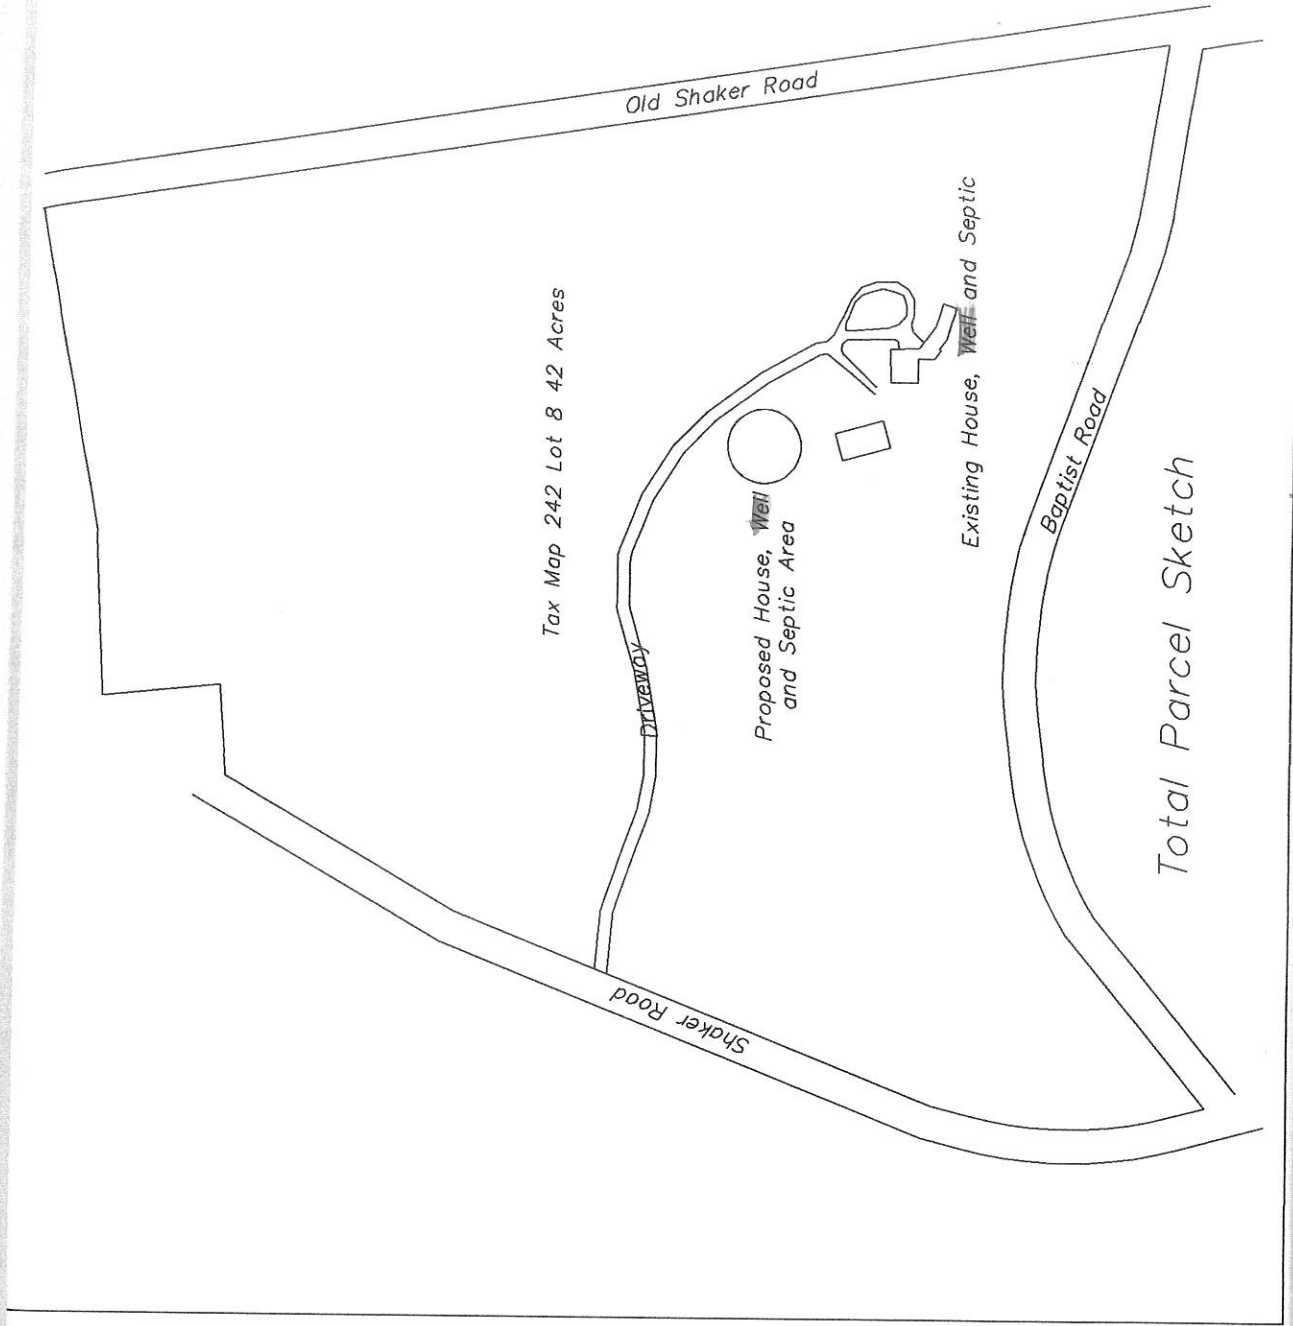 Old Shaker Road
Tax Map 242 Lot 8 42 Acres
Existing House, Well and Septic
Baptist Road
Proposed House, Well
and Septic Area
Driveway
Shaker Road
Total Parcel Sketch